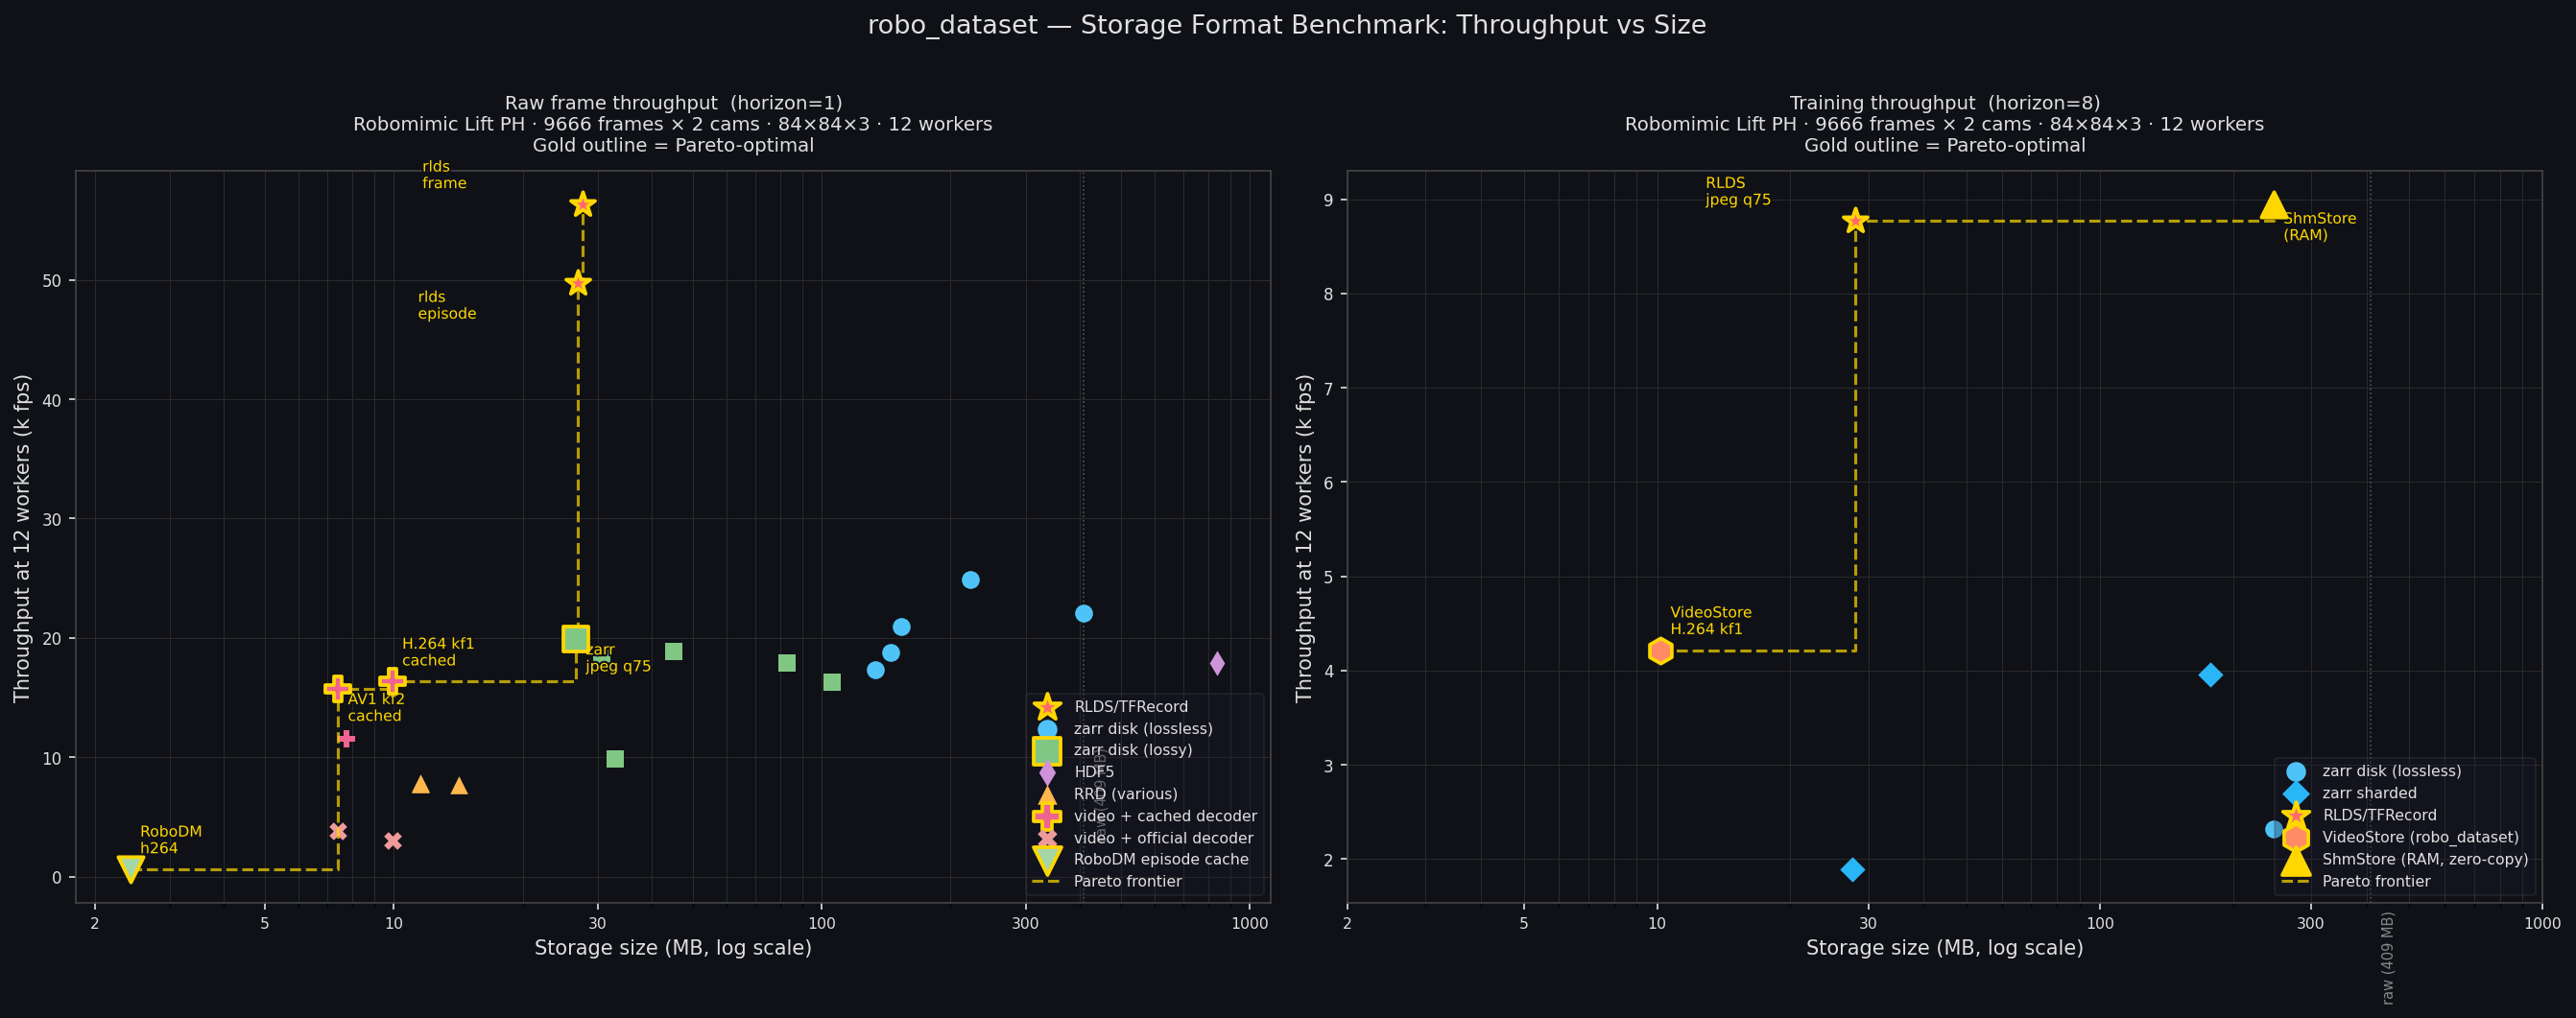 robo_dataset — Storage Format Benchmark: Throughput vs Size
Raw frame throughput (horizon=1)
Robomimic Lift PH · 9666 frames × 2 cams · 84×84×3 · 12 workers
Gold outline = Pareto-optimal
Throughput at 12 workers (k fps)
50
40
30
20
10
0
rlds
frame
rlds
episode
H.264 kf1
cached
zarr
jpeg q75
AV1 kf2
cached
RoboDM
h264
raw (409 MB)
RLDS/TFRecord
zarr disk (lossless)
zarr disk (lossy)
HDF5
RRD (various)
video + cached decoder
video + official decoder
RoboDM episode cache
Pareto frontier
2
5
10
30
100
300
1000
Storage size (MB, log scale)
Training throughput (horizon=8)
Robomimic Lift PH · 9666 frames × 2 cams · 84×84×3 · 12 workers
Gold outline = Pareto-optimal
Throughput at 12 workers (k fps)
9
8
7
6
5
4
3
2
RLDS
jpeg q75
ShmStore
(RAM)
VideoStore
H.264 kf1
zarr disk (lossless)
zarr sharded
RLDS/TFRecord
VideoStore (robo_dataset)
ShmStore (RAM, zero-copy)
Pareto frontier
2
5
10
30
100
300
1000
Storage size (MB, log scale)
raw (409 MB)